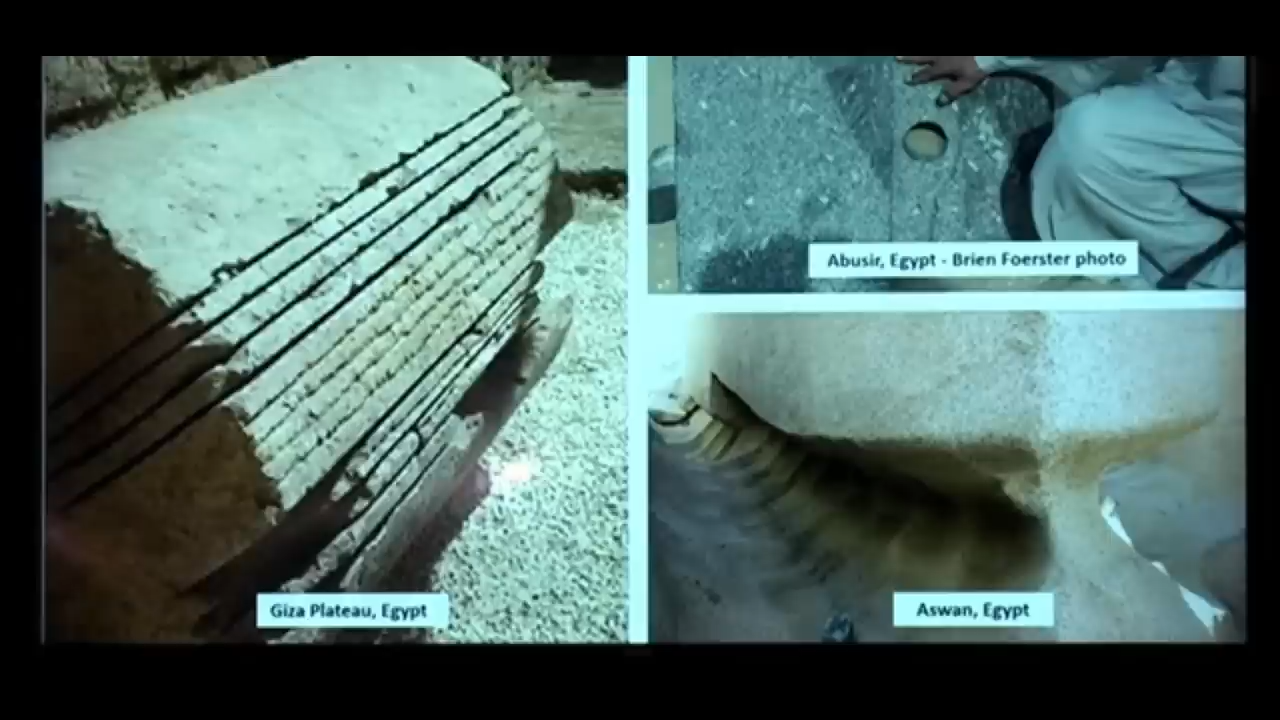 Abusir, Egypt - Brien Foerster photo
Giza Plateau, Egypt
Aswan, Egypt